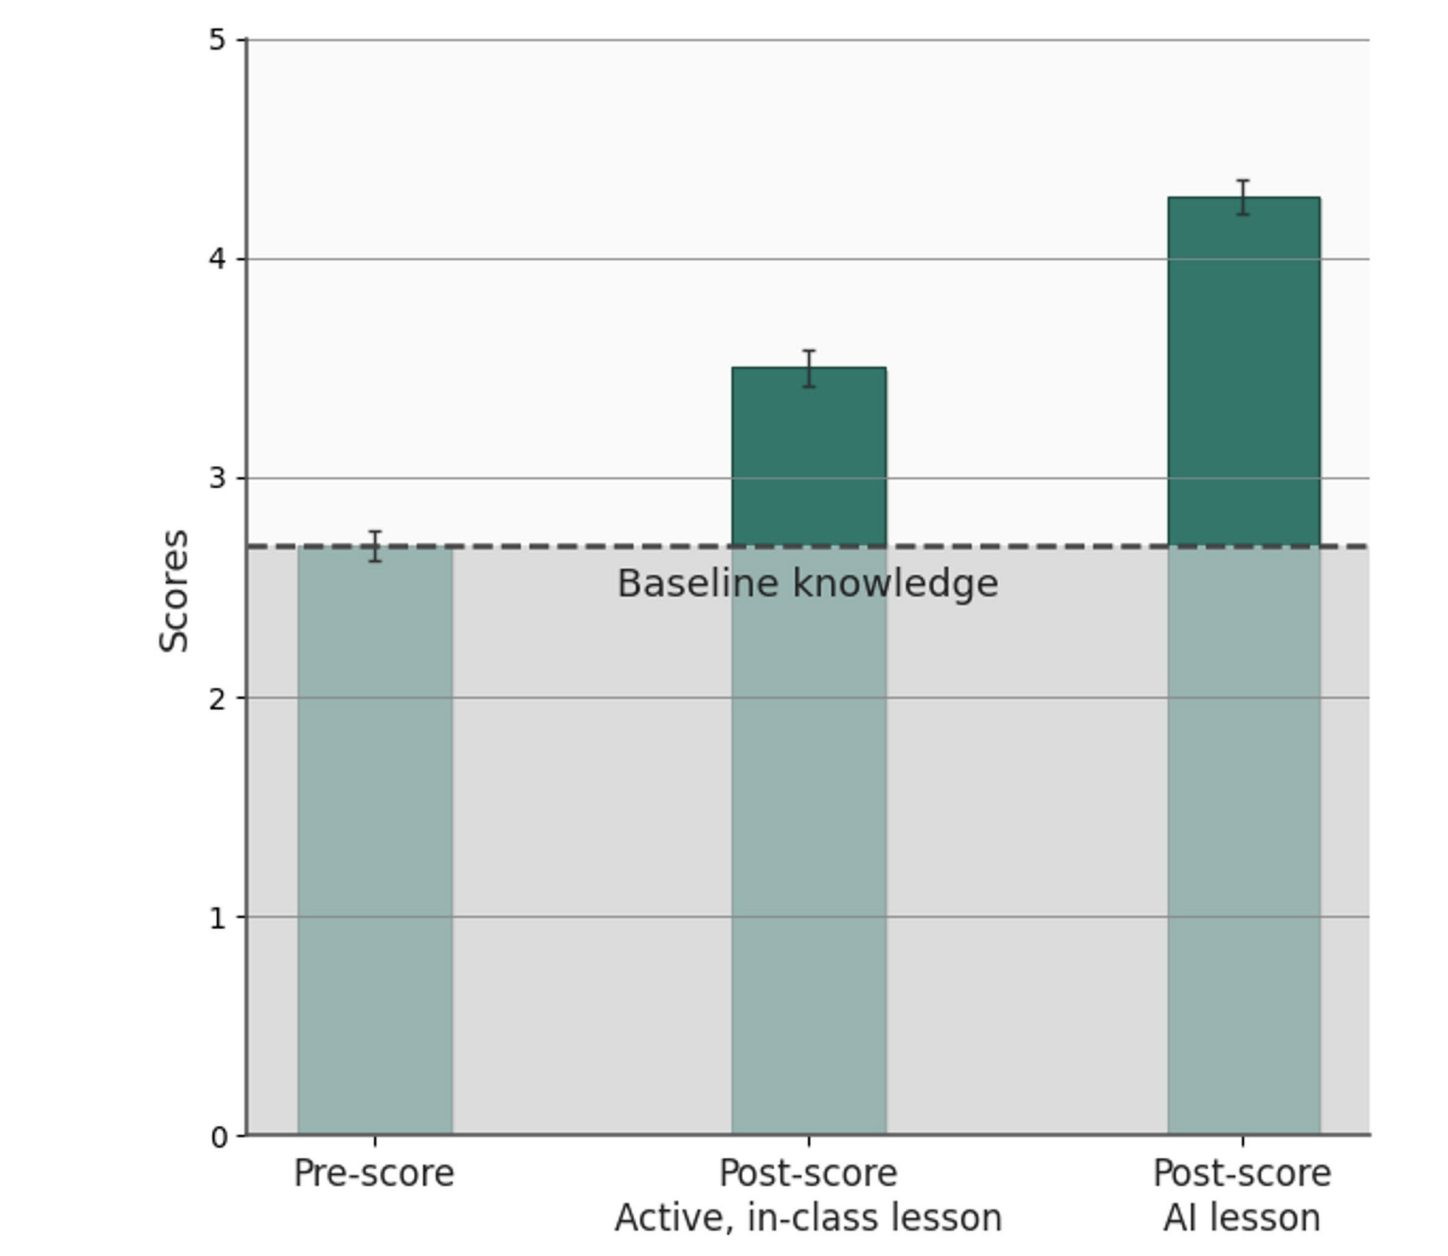 5
4
3
2
1
0
Scores
Baseline knowledge
Pre-score
Post-score
Active, in-class lesson
Post-score
AI lesson